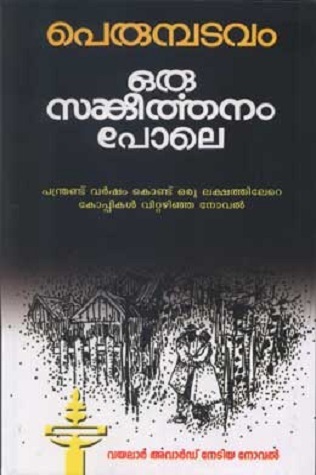 പെരുമ്പടവം
ഒരു
സങ്കീർത്തനം
പോലെ
പന്ത്രണ്ട് വർഷം കൊണ്ട് ഒരു ലക്ഷത്തിലേറെ
കോപ്പികൾ വിറ്റഴിഞ്ഞ നോവൽ
വയലാർ അവാർഡ് നേടിയ നോവൽ